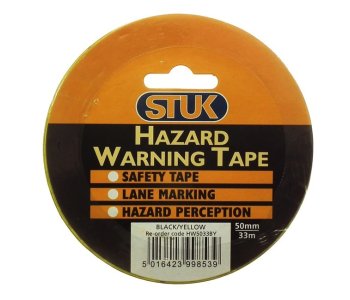 STUK
HAZARD
WARNING TAPE
SAFETY TAPE
LANE MARKING
HAZARD PERCEPTION
BLACK/YELLOW
Re-order code HW5033BY
50mm
33m
5 016423 998539